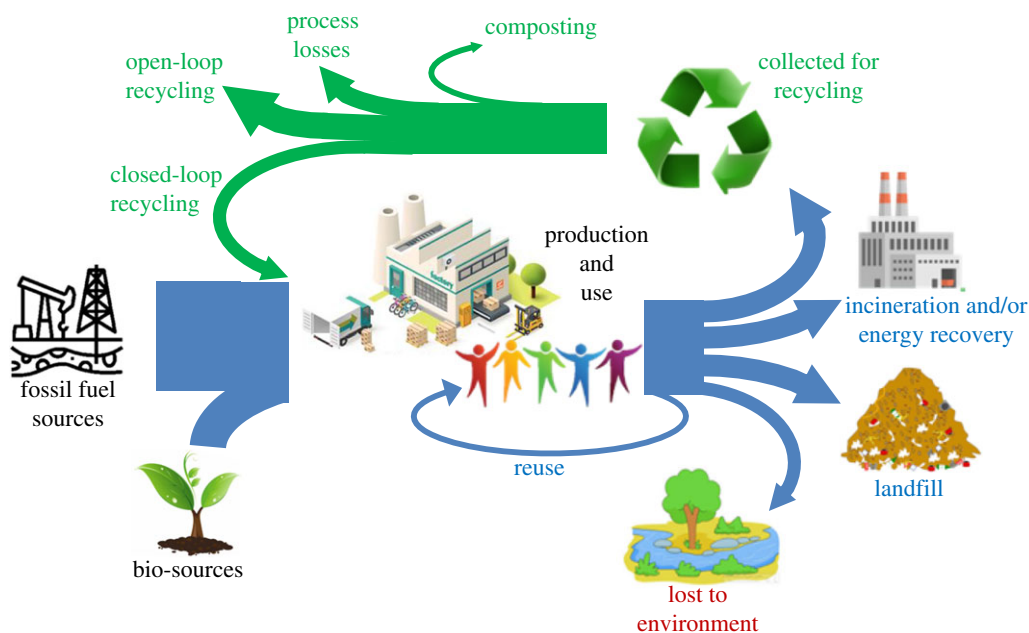 process
losses
composting
open-loop
recycling
collected for
recycling
closed-loop
recycling
production
and
use
factory
incineration and/or
energy recovery
fossil fuel
sources
reuse
landfill
bio-sources
lost to
environment